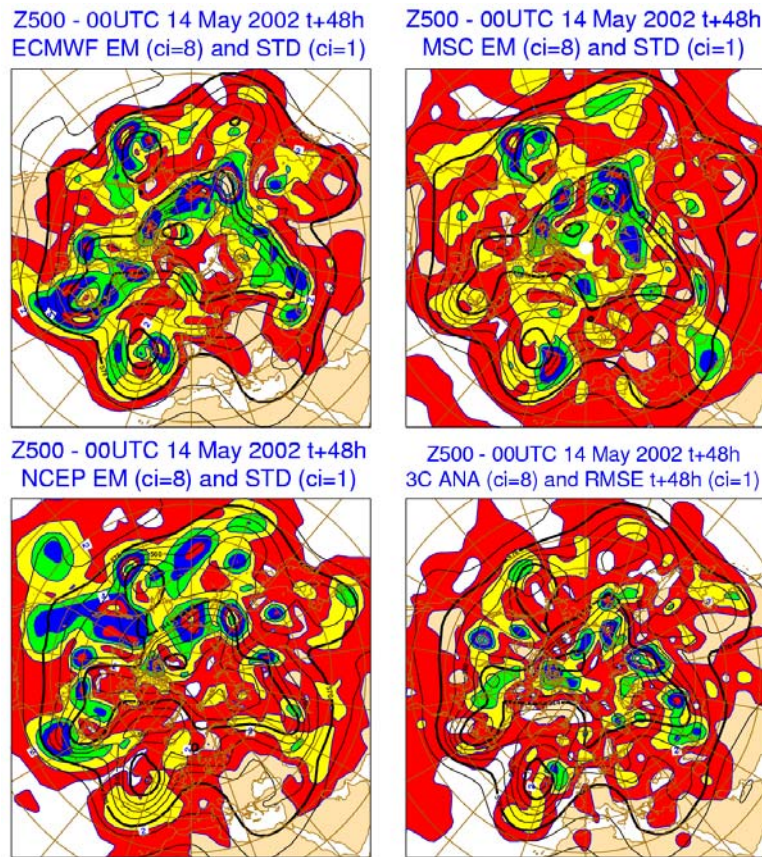 Z500 - 00UTC 14 May 2002 t+48h
ECMWF EM (ci=8) and STD (ci=1)
Z500 - 00UTC 14 May 2002 t+48h
MSC EM (ci=8) and STD (ci=1)
Z500 - 00UTC 14 May 2002 t+48h
NCEP EM (ci=8) and STD (ci=1)
Z500 - 00UTC 14 May 2002 t+48h
3C ANA (ci=8) and RMSE t+48h (ci=1)